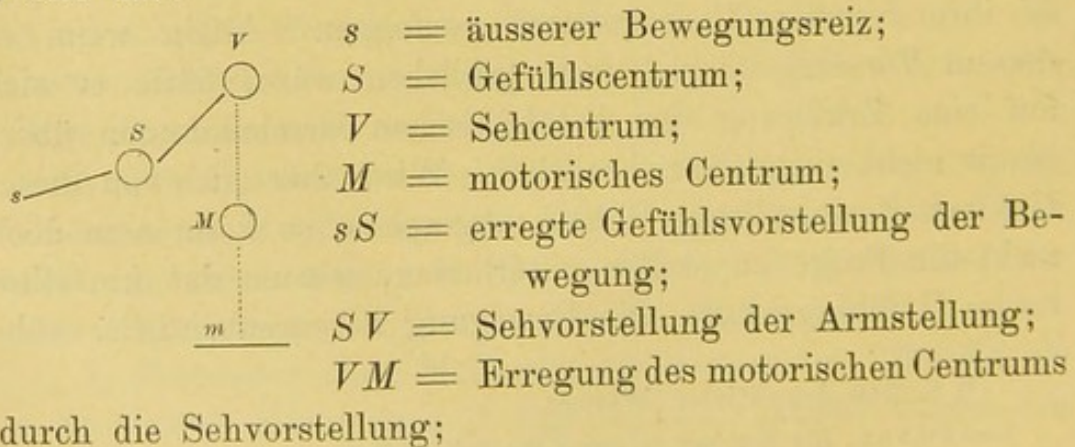 V
S
s
M
m
s = äusserer Bewegungsreiz;
S = Gefühlscentrum;
V = Sehcentrum;
M = motorisches Centrum;
sS = erregte Gefühlsvorstellung der Be-
wegung;
SV = Sehvorstellung der Armstellung;
VM = Erregung des motorischen Centrums
durch die Sehvorstellung;